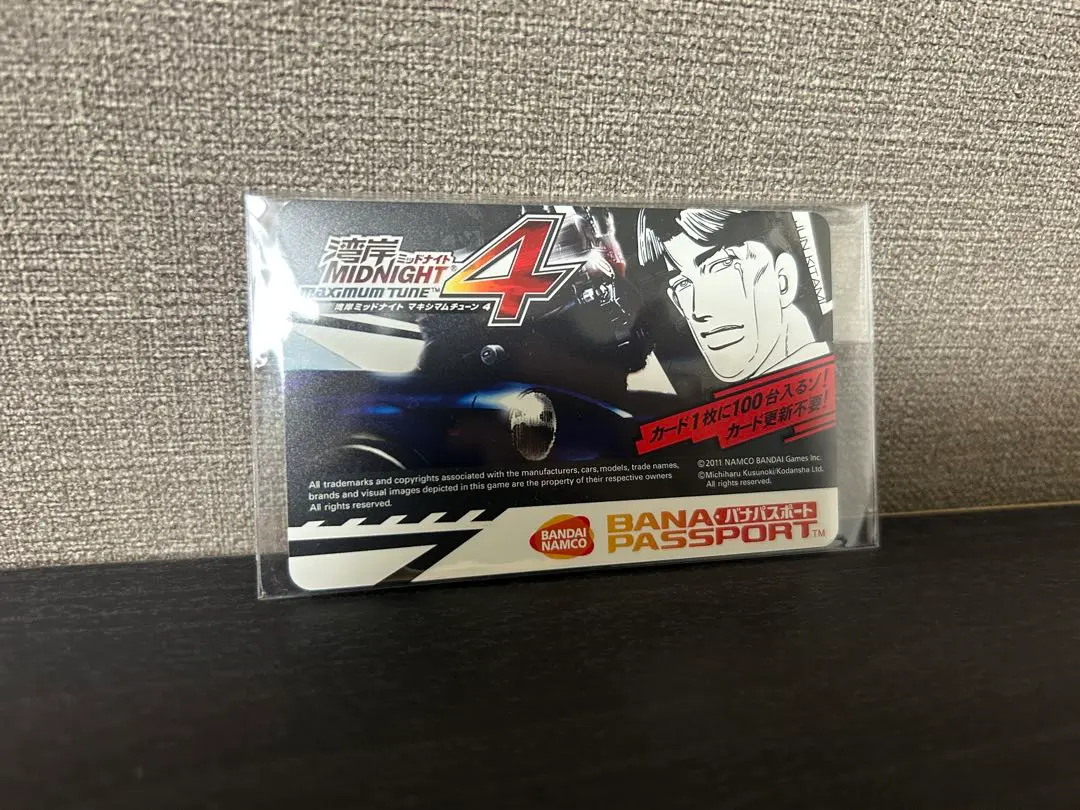 湾岸
ミッドナイト
MIDNIGHT®
MAXIMUM TUNE™
4
湾岸ミッドナイト マキシマムチューン 4
JUN KITAMI
カード1枚に100台入るゾ!
カード更新不要!
©2011 NAMCO BANDAI Games Inc.
©Michiharu Kusunoki/Kodansha Ltd.
All rights reserved.
All trademarks and copyrights associated with the manufacturers, cars, models, trade names,
brands and visual images depicted in this game are the property of their respective owners
All rights reserved.
BANDAI
NAMCO
BANA バナパスポート
PASSPORT™